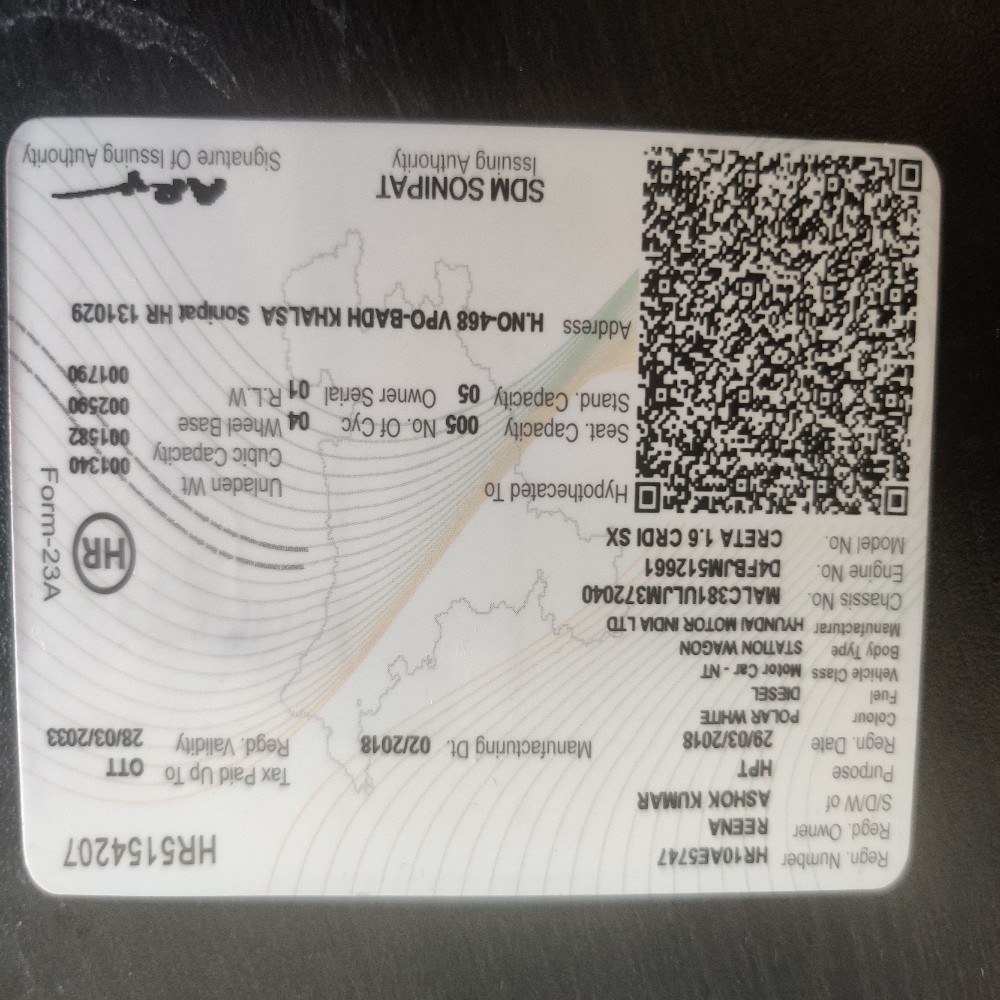 HR5154207
Regn. Number HR10AE5747
Regd. Owner REENA
S/D/W of ASHOK KUMAR
Purpose HPT
Tax Paid Up To OTT
Regn. Date 29/03/2018 Manufacturing Dt. 02/2018 Regd. Validity 28/03/2033
Colour POLAR WHITE
Fuel DIESEL
Vehicle Class Motor Car - NT
Body Type STATION WAGON
Manufacturar HYUNDAI MOTOR INDIA LTD
Chassis No. MALC381ULJM372040
Engine No. D4FBJM512661
Model No. CRETA 1.6 CRDI SX
HR
Form-23A
Hypothecated To
Unladen Wt 001340
Cubic Capacity 001582
Seat. Capacity 005 No. Of Cyc 04 Wheel Base 002590
Stand. Capacity 05 Owner Serial 01 R.L.W 001790
Address H.NO-468 VPO-BADH KHALSA Sonipat HR 131029
SDM SONIPAT
Issuing Authority
Signature Of Issuing Authority